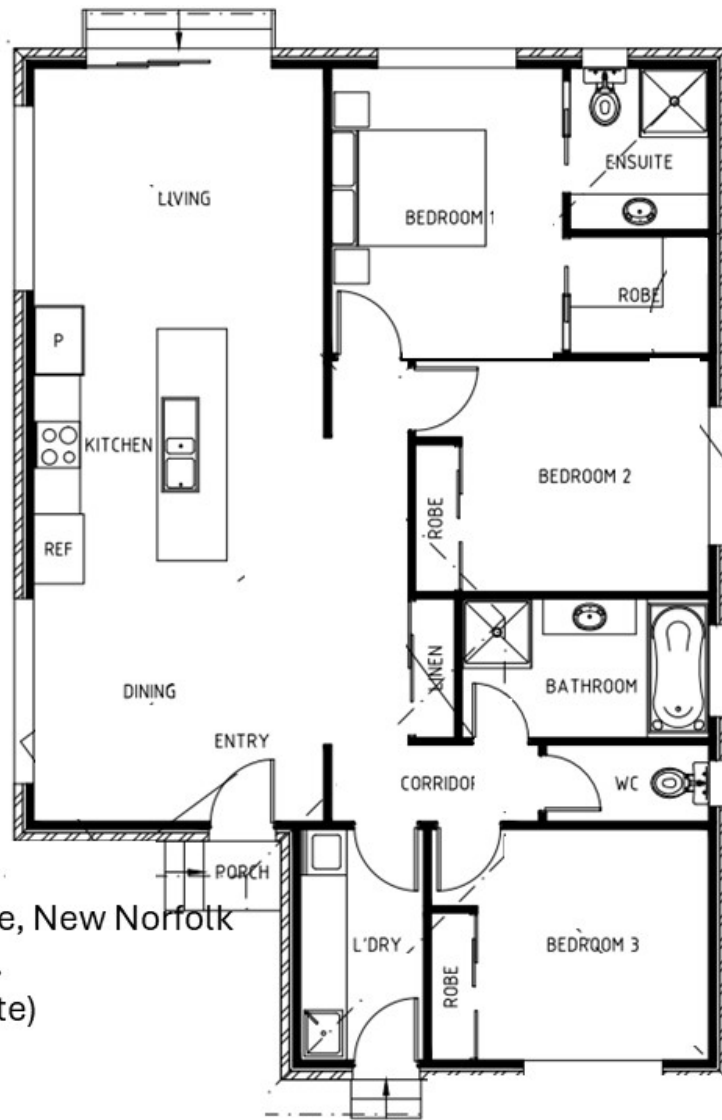 LIVING
BEDROOM 1
ENSUITE
ROBE
P
KITCHEN
REF
BEDROOM 2
ROBE
LINEN
BATHROOM
DINING
ENTRY
CORRIDOR
WC
PORCH
New Norfolk
L'DRY
ROBE
BEDROOM 3